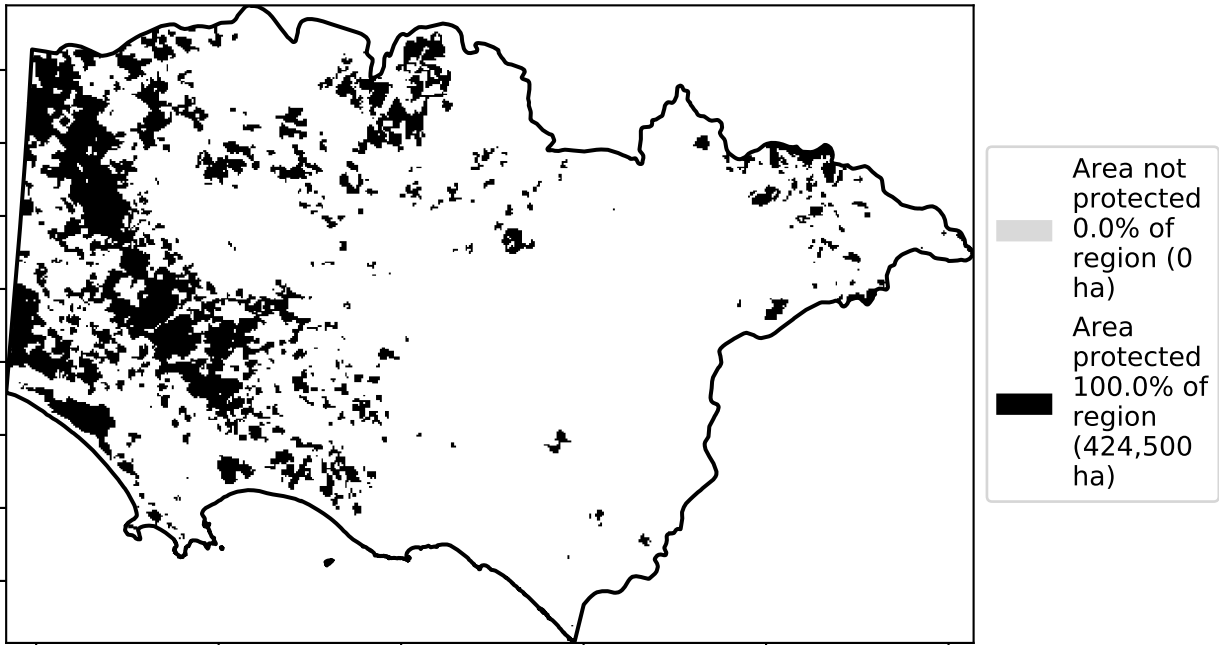 Area not
protected
0.0% of
region (0
ha)
Area
protected
100.0% of
region
(424,500
ha)